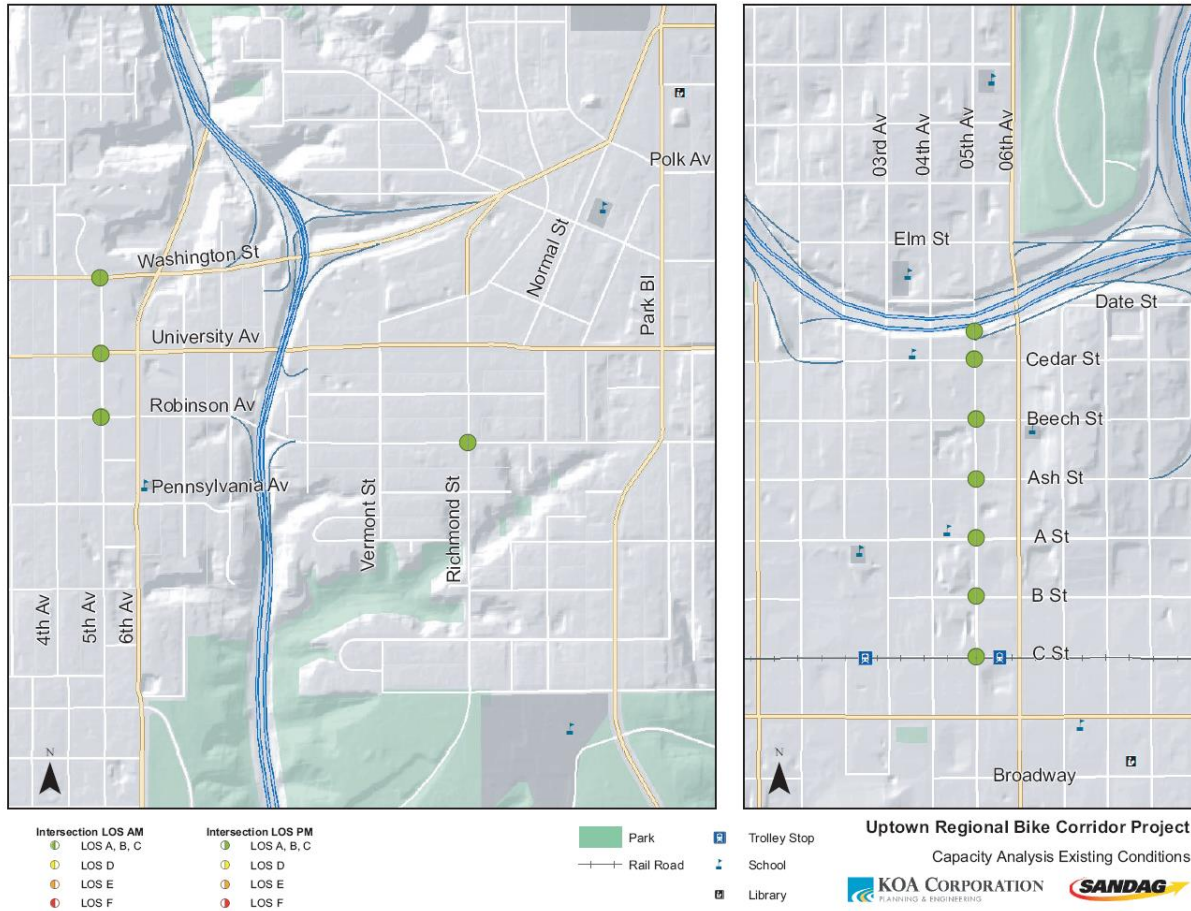 Washington St
University Av
Robinson Av
Pennsylvania Av
4th Av
5th Av
6th Av
Vermont St
Richmond St
Normal St
Park Bl
Polk Av
N
03rd Av
04th Av
05th Av
06th Av
Elm St
Date St
Cedar St
Beech St
Ash St
A St
B St
C St
Broadway
N
Intersection LOS AM
LOS A, B, C
LOS D
LOS E
LOS F
Intersection LOS PM
LOS A, B, C
LOS D
LOS E
LOS F
Park
Rail Road
Trolley Stop
School
Library
Uptown Regional Bike Corridor Project
Capacity Analysis Existing Conditions
KOA CORPORATION
PLANNING & ENGINEERING
SANDAG